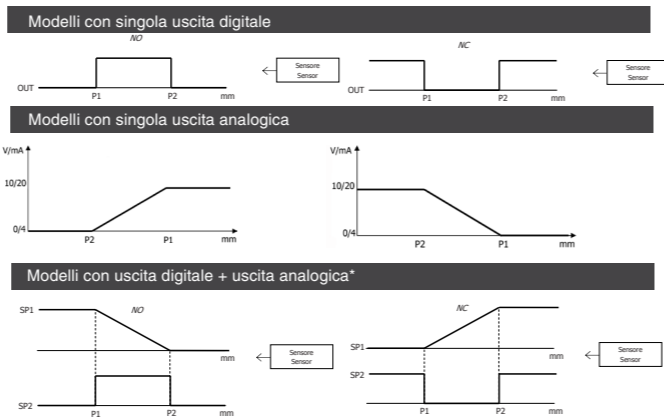 Modelli con singola uscita digitale
NO
Sensore
Sensor
OUT
P1
P2
mm
NC
Sensore
Sensor
OUT
P1
P2
mm
Modelli con singola uscita analogica
V/mA
10/20
0/4
P2
P1
mm
V/mA
10/20
0/4
P2
P1
mm
Modelli con uscita digitale + uscita analogica*
SP1
NO
mm
Sensore
Sensor
SP2
P1
P2
mm
NC
SP1
mm
Sensore
Sensor
SP2
P1
P2
mm